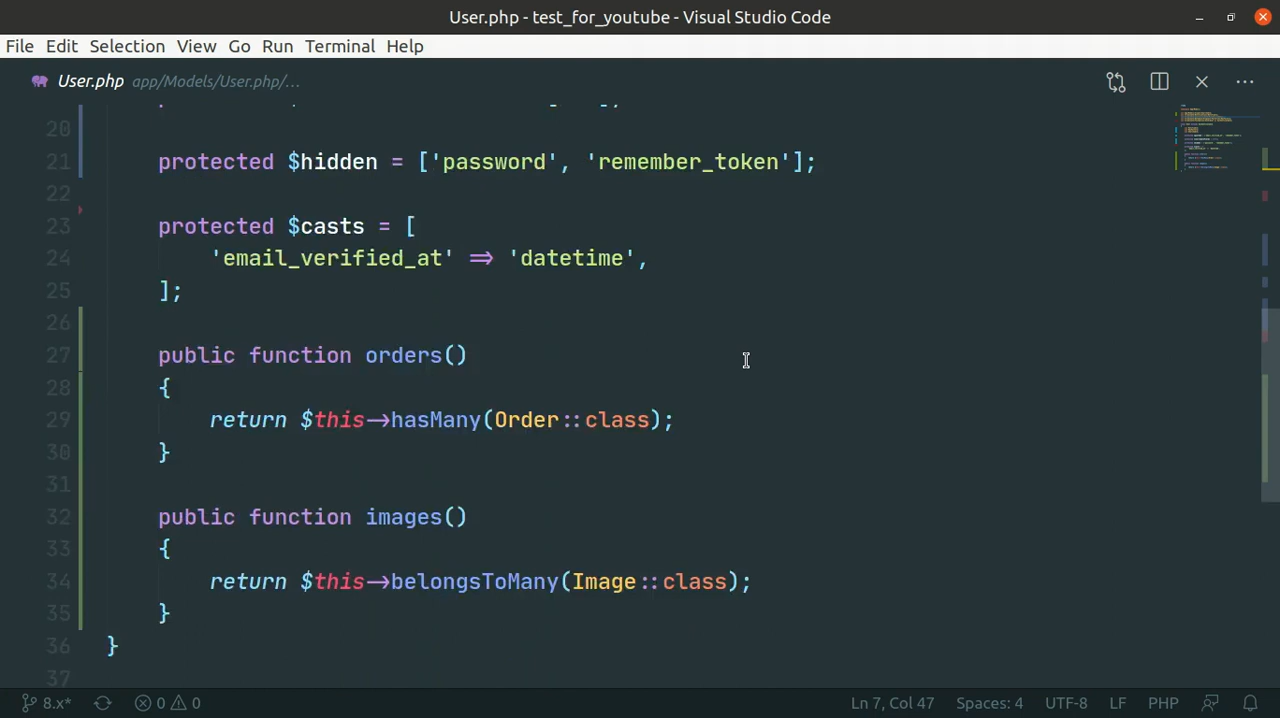 User.php - test_for_youtube - Visual Studio Code
File Edit Selection View Go Run Terminal Help
User.php app/Models/User.php/...
20
21 protected $hidden = ['password', 'remember_token'];
22
23 protected $casts = [
24 'email_verified_at' => 'datetime',
25 ];
26
27 public function orders()
28 {
29 return $this->hasMany(Order::class);
30 }
31
32 public function images()
33 {
34 return $this->belongsToMany(Image::class);
35 }
36 }
37
8.x* 0 0 Ln 7, Col 47 Spaces: 4 UTF-8 LF PHP